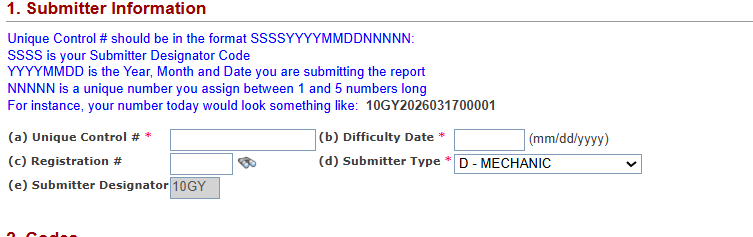 1. Submitter Information
Unique Control # should be in the format SSSSYYYYMMDDNNNNN:
SSSS is your Submitter Designator Code
YYYYMMDD is the Year, Month and Date you are submitting the report
NNNNN is a unique number you assign between 1 and 5 numbers long
For instance, your number today would look something like: 10GY2026031700001
(a) Unique Control # * (b) Difficulty Date * (mm/dd/yyyy)
(c) Registration # (d) Submitter Type * D - MECHANIC
(e) Submitter Designator 10GY
2. Codes